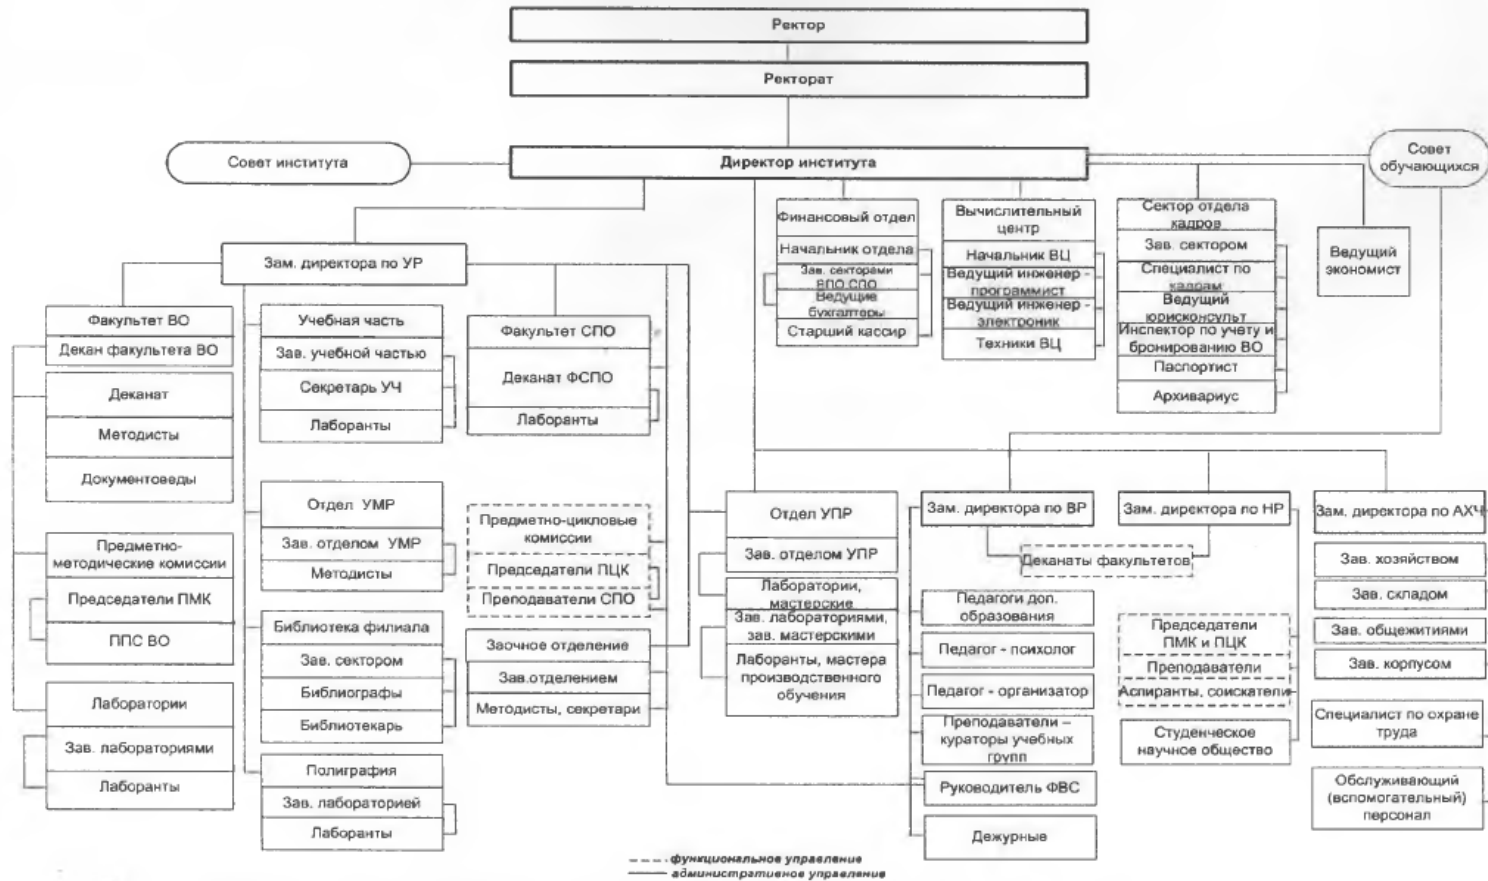 Ректор
Ректорат
Совет института
Директор института
Совет
обучающихся
Финансовый отдел
Начальник отдела
Зав. секторами
ВПО СПО
Ведущие
бухгалтеры
Старший кассир
Вычислительный
центр
Начальник ВЦ
Ведущий инженер -
программист
Ведущий инженер -
электроник
Техники ВЦ
Сектор отдела
кадров
Зав. сектором
Специалист по
кадрам
Ведущий
юрисконсульт
Инспектор по учету и
бронированию ВО
Паспортист
Архивариус
Ведущий
экономист
Зам. директора по УР
Факультет ВО
Декан факультета ВО
Деканат
Методисты
Документоведы
Предметно-
методические комиссии
Председатели ПМК
ППС ВО
Лаборатории
Зав. лабораториями
Лаборанты
Учебная часть
Зав. учебной частью
Секретарь УЧ
Лаборанты
Отдел УМР
Зав. отделом УМР
Методисты
Библиотека филиала
Зав. сектором
Библиографы
Библиотекарь
Полиграфия
Зав. лабораторией
Лаборанты
Факультет СПО
Деканат ФСПО
Лаборанты
Предметно-цикловые
комиссии
Председатели ПЦК
Преподаватели СПО
Заочное отделение
Зав.отделением
Методисты, секретари
Отдел УПР
Зав. отделом УПР
Лаборатории,
мастерские
Зав. лабораториями,
зав. мастерскими
Лаборанты, мастера
производственного
обучения
Зам. директора по ВР
Зам. директора по НР
Зам. директора по АХЧ
Деканаты факультетов
Педагоги доп.
образования
Педагог - психолог
Педагог - организатор
Преподаватели –
кураторы учебных
групп
Руководитель ФВС
Дежурные
Председатели
ПМК и ПЦК
Преподаватели
Аспиранты, соискатели
Студенческое
научное общество
Зав. хозяйством
Зав. складом
Зав. общежитиями
Зав. корпусом
Специалист по охране
труда
Обслуживающий
(вспомогательный)
персонал
функциональное управление
административное управление